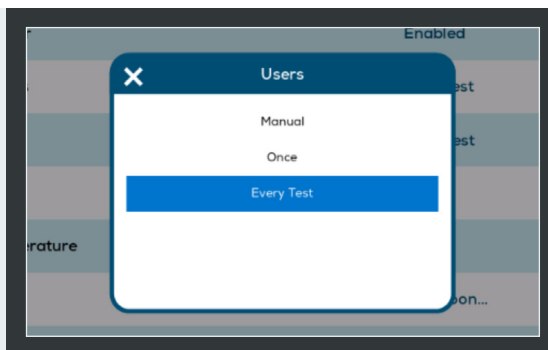 Enabled
Users
est
Manual
est
Once
Every Test
erature
on...